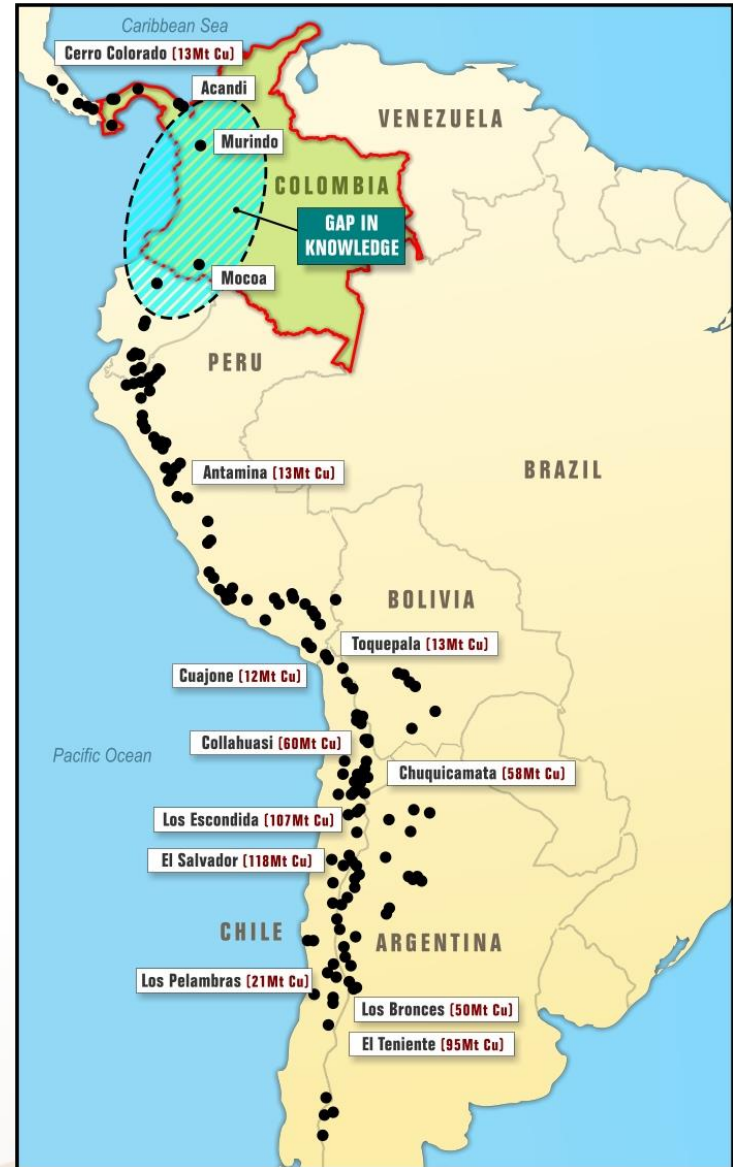 Caribbean Sea
Cerro Colorado (13Mt Cu)
Acandi
VENEZUELA
Murindo
COLOMBIA
GAP IN
KNOWLEDGE
Mocoa
PERU
Antamina (13Mt Cu)
BRAZIL
BOLIVIA
Toquepala (13Mt Cu)
Cuajone (12Mt Cu)
Collahuasi (60Mt Cu)
Pacific Ocean
Chuquicamata (58Mt Cu)
Los Escondida (107Mt Cu)
El Salvador (118Mt Cu)
CHILE
ARGENTINA
Los Pelambras (21Mt Cu)
Los Bronces (50Mt Cu)
El Teniente (95Mt Cu)